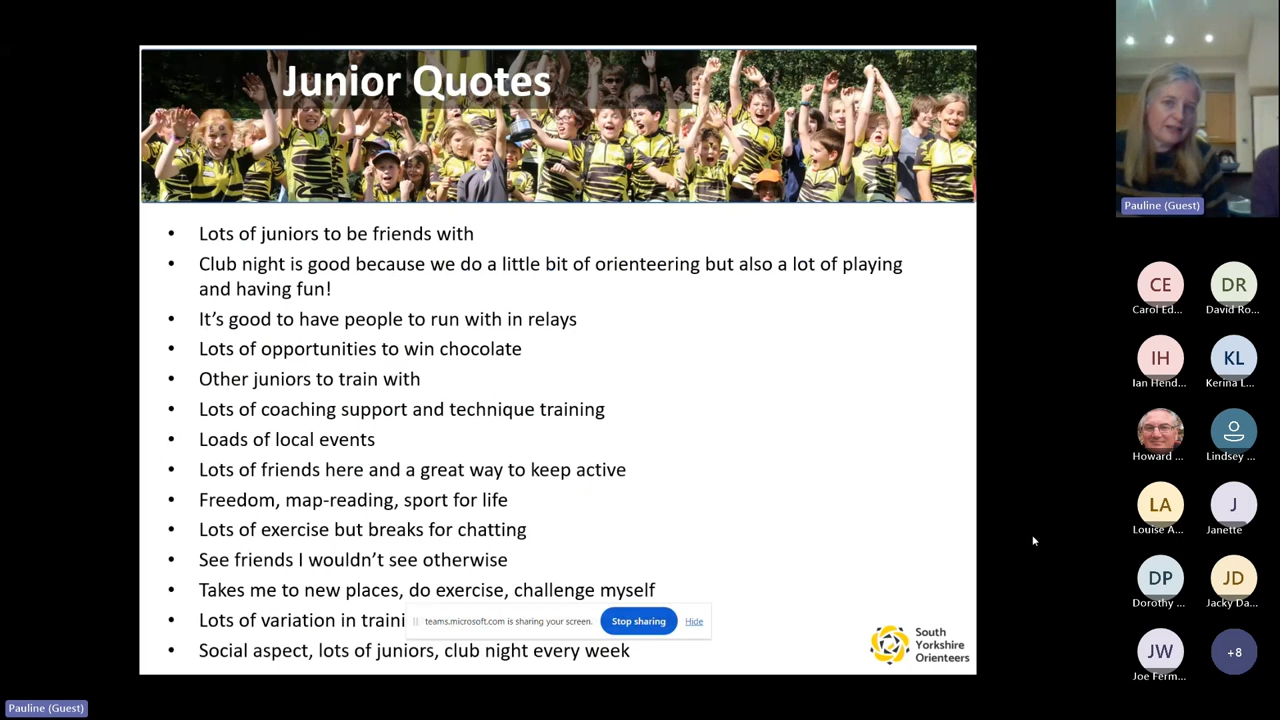 Junior Quotes
• Lots of juniors to be friends with
• Club night is good because we do a little bit of orienteering but also a lot of playing
and having fun!
• It's good to have people to run with in relays
• Lots of opportunities to win chocolate
• Other juniors to train with
• Lots of coaching support and technique training
• Loads of local events
• Lots of friends here and a great way to keep active
• Freedom, map-reading, sport for life
• Lots of exercise but breaks for chatting
• See friends I wouldn't see otherwise
• Takes me to new places, do exercise, challenge myself
• Lots of variation in traini
teams.microsoft.com is sharing your screen. Stop sharing Hide
• Social aspect, lots of juniors, club night every week
South
Yorkshire
Orienteers
Pauline (Guest)
CE DR
Carol Ed... David Ro...
IH KL
Ian Hend... Kerina L...
Howard ... Lindsey ...
LA J
Louise A... Janette
DP JD
Dorothy ... Jacky Da...
JW +8
Joe Ferm...
Pauline (Guest)